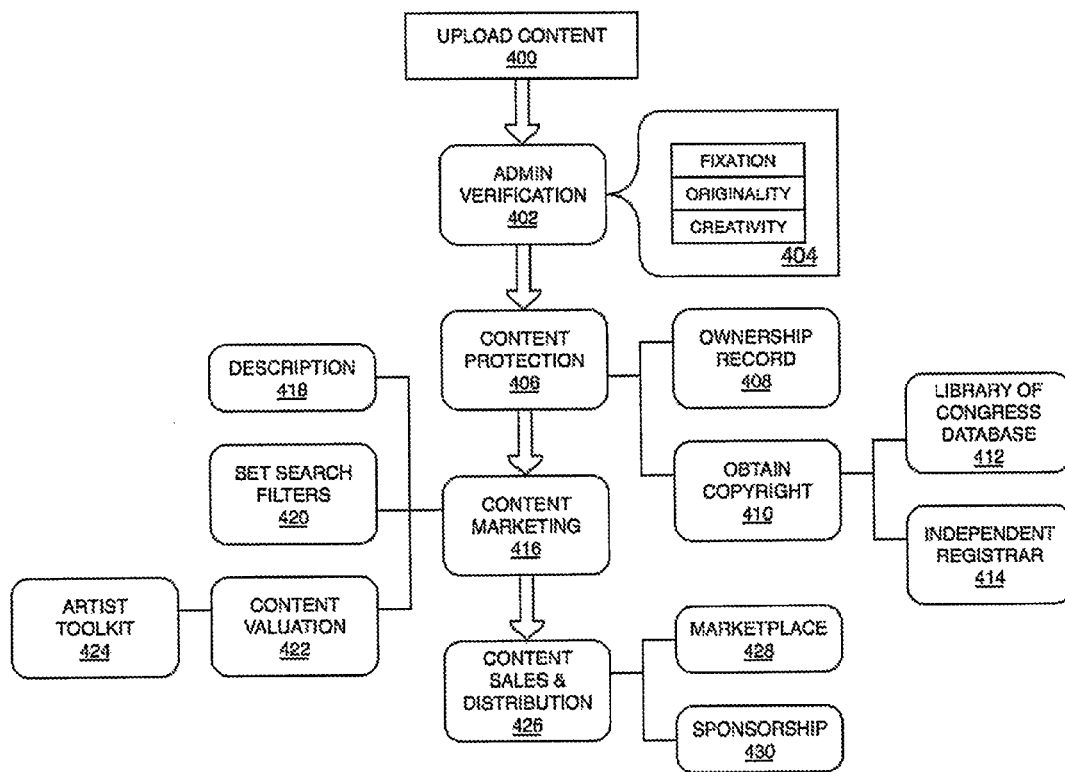 UPLOAD CONTENT
400
ADMIN
VERIFICATION
402
FIXATION
ORIGINALITY
CREATIVITY
404
CONTENT
PROTECTION
406
OWNERSHIP
RECORD
408
DESCRIPTION
418
LIBRARY OF
CONGRESS
DATABASE
412
SET SEARCH
FILTERS
420
CONTENT
MARKETING
416
OBTAIN
COPYRIGHT
410
INDEPENDENT
REGISTRAR
414
ARTIST
TOOLKIT
424
CONTENT
VALUATION
422
CONTENT
SALES &
DISTRIBUTION
426
MARKETPLACE
428
SPONSORSHIP
430